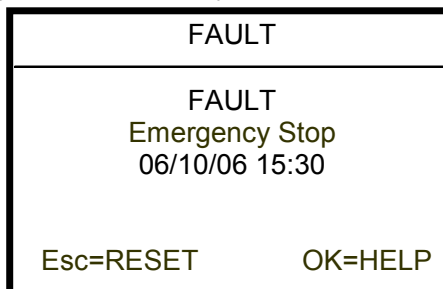 FAULT
FAULT
Emergency Stop
06/10/06 15:30
Esc=RESET OK=HELP